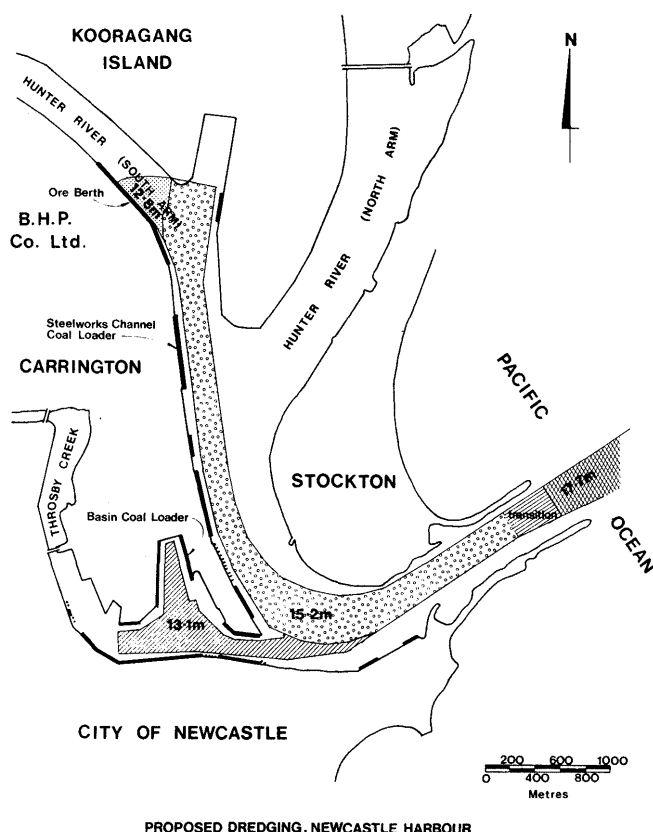 KOORAGANG
ISLAND
N
HUNTER RIVER
(SOUTH ARM)
12·8m
HUNTER RIVER (NORTH ARM)
Ore Berth
B.H.P.
Co. Ltd.
Steelworks Channel
Coal Loader
CARRINGTON
PACIFIC
OCEAN
THROSBY CREEK
STOCKTON
17·7m
transition
Basin Coal Loader
15·2m
13·1m
CITY OF NEWCASTLE
200 600 1000
0 400 800
Metres
PROPOSED DREDGING, NEWCASTLE HARBOUR